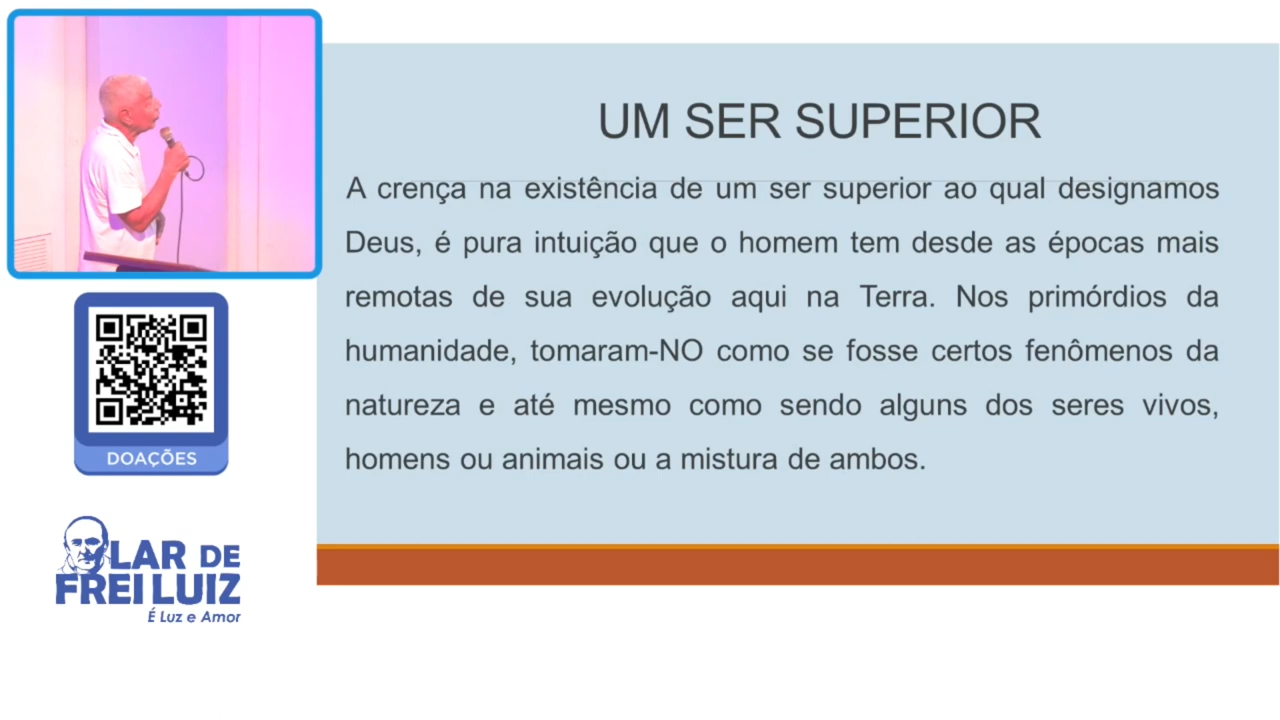 UM SER SUPERIOR
A crença na existência de um ser superior ao qual designamos
Deus, é pura intuição que o homem tem desde as épocas mais
remotas de sua evolução aqui na Terra. Nos primórdios da
humanidade, tomaram-NO como se fosse certos fenômenos da
natureza e até mesmo como sendo alguns dos seres vivos,
homens ou animais ou a mistura de ambos.
DOAÇÕES
LAR DE
FREI LUIZ
É Luz e Amor